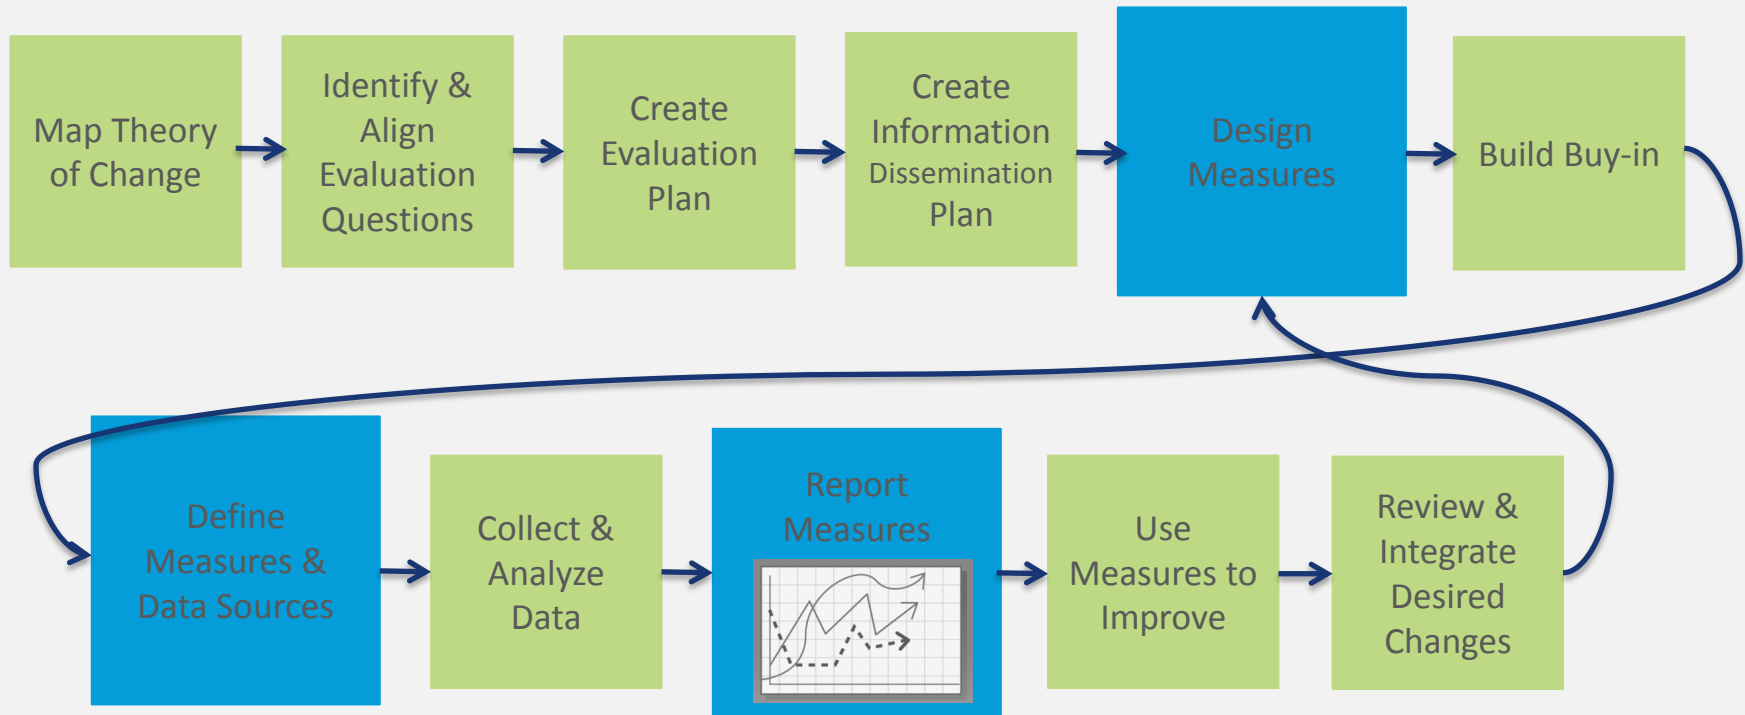 Map Theory
of Change
Identify &
Align
Evaluation
Questions
Create
Evaluation
Plan
Create
Information
Dissemination
Plan
Design
Measures
Build Buy-in
Define
Measures &
Data Sources
Collect &
Analyze
Data
Report
Measures
Use
Measures to
Improve
Review &
Integrate
Desired
Changes